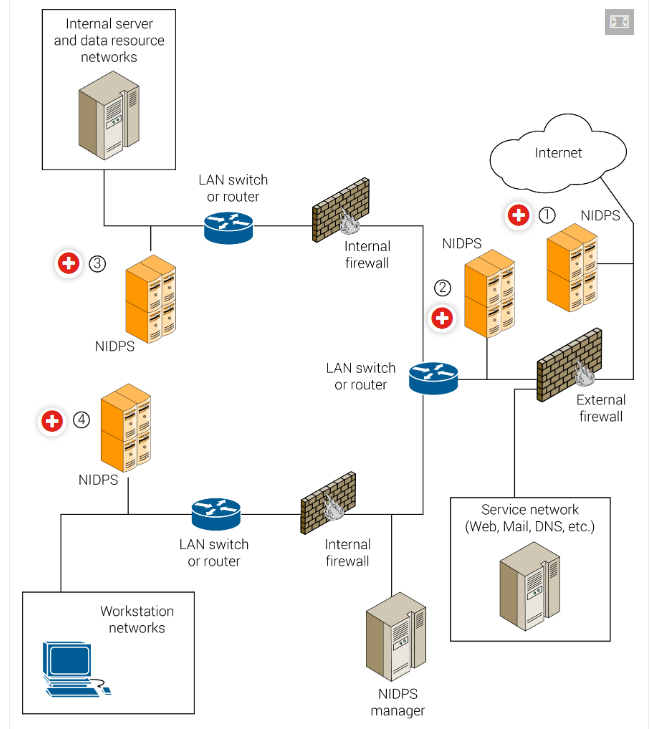 Internal server
and data resource
networks
Internet
LAN switch
or router
① NIDPS
Internal
firewall
NIDPS
③
②
NIDPS
LAN switch
or router
External
firewall
④
NIDPS
Service network
(Web, Mail, DNS, etc.)
LAN switch
or router
Internal
firewall
Workstation
networks
NIDPS
manager